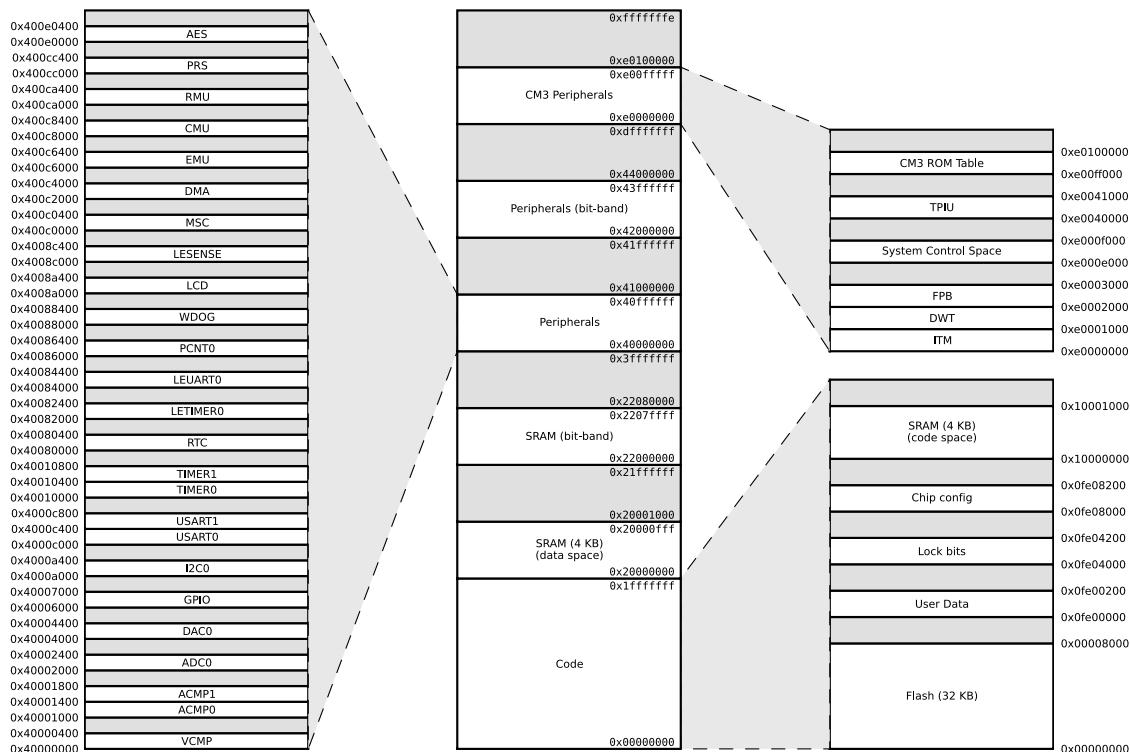 0x400e0400
AES
0x400e0000
0x400cc400
PRS
0x400cc000
0x400ca400
RMU
0x400ca000
0x400c8400
CMU
0x400c8000
0x400c6400
EMU
0x400c6000
0x400c4000
DMA
0x400c2000
0x400c0400
MSC
0x400c0000
0x4008c400
LESENSE
0x4008c000
0x4008a400
LCD
0x4008a000
0x40088400
WDOG
0x40088000
0x40086400
PCNT0
0x40086000
0x40084400
LEUART0
0x40084000
0x40082400
LETIMER0
0x40082000
0x40080400
RTC
0x40080000
0x40010800
TIMER1
0x40010400
TIMER0
0x40010000
0x4000c800
USART1
0x4000c400
USART0
0x4000c000
0x4000a400
I2C0
0x4000a000
0x40007000
GPIO
0x40006000
0x40004400
DAC0
0x40004000
0x40002400
ADC0
0x40002000
0x40001800
ACMP1
0x40001400
ACMP0
0x40001000
0x40000400
VCMP
0x40000000
0xfffffffe
0xe0100000
0xe00fffff
CM3 Peripherals
0xe0000000
0xdfffffff
0x44000000
0x43ffffff
Peripherals (bit-band)
0x42000000
0x41ffffff
0x41000000
0x40ffffff
Peripherals
0x40000000
0x3fffffff
0x22080000
0x2207ffff
SRAM (bit-band)
0x22000000
0x21ffffff
0x20001000
0x20000fff
SRAM (4 KB)
(data space)
0x20000000
0x1fffffff
Code
0x00000000
0xe0100000
CM3 ROM Table
0xe00ff000
0xe0041000
TPIU
0xe0040000
0xe000f000
System Control Space
0xe000e000
0xe0003000
FPB
0xe0002000
DWT
0xe0001000
ITM
0xe0000000
0x10001000
SRAM (4 KB)
(code space)
0x10000000
0x0fe08200
Chip config
0x0fe08000
0x0fe04200
Lock bits
0x0fe04000
0x0fe00200
User Data
0x0fe00000
0x00008000
Flash (32 KB)
0x00000000